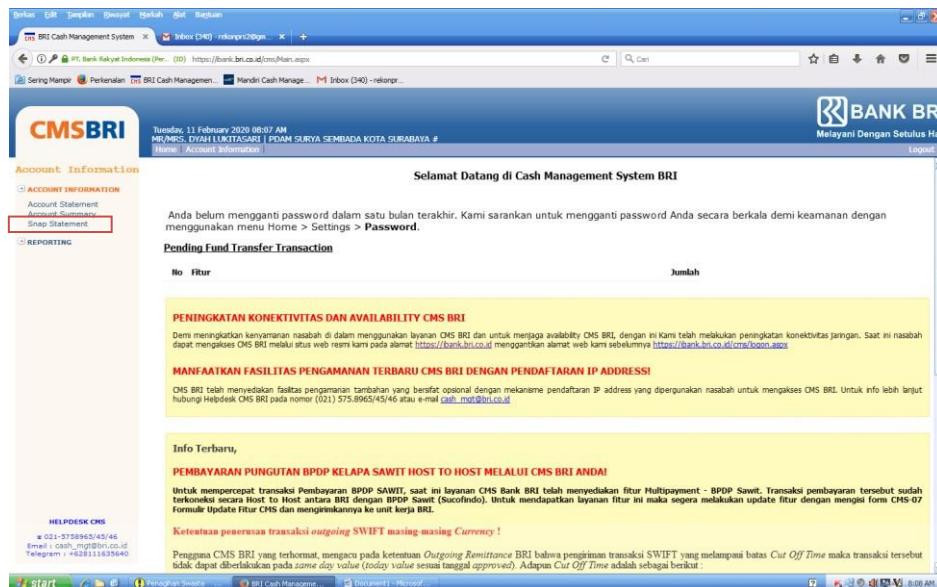 Berkas Edit Tampilan Riwayat Markah Alat Bantuan
BRI Cash Management System
Inbox (340) - rekonprs2@gm...
PT. Bank Rakyat Indonesia (Per... (ID) https://ibank.bri.co.id/cms/Main.aspx
Cari
Sering Mampir Perkenalan BRI Cash Managemen... Mandiri Cash Manage... Inbox (340) - rekonpr...
CMSBRI
Tuesday, 11 February 2020 08:07 AM
MR/MRS. DYAH LUKITASARI | PDAM SURYA SEMBADA KOTA SURABAYA #
Home Account Information
BANK BR
Melayani Dengan Setulus Ha
Logout
Account Information
ACCOUNT INFORMATION
Account Statement
Account Summary
Snap Statement
REPORTING
Selamat Datang di Cash Management System BRI
Anda belum mengganti password dalam satu bulan terakhir. Kami sarankan untuk mengganti password Anda secara berkala demi keamanan dengan
menggunakan menu Home > Settings > Password.
Pending Fund Transfer Transaction
No Fitur Jumlah
PENINGKATAN KONEKTIVITAS DAN AVAILABILITY CMS BRI
Demi meningkatkan kenyamanan nasabah di dalam menggunakan layanan CMS BRI dan untuk menjaga availability CMS BRI, dengan ini Kami telah melakukan peningkatan konektivitas jaringan. Saat ini nasabah
dapat mengakses CMS BRI melalui situs web resmi kami pada alamat https://ibank.bri.co.id menggantikan alamat web kami sebelumnya https://ibank.bri.co.id/cms/logon.aspx
MANFAATKAN FASILITAS PENGAMANAN TERBARU CMS BRI DENGAN PENDAFTARAN IP ADDRESS!
CMS BRI telah menyediakan fasilitas pengamanan tambahan yang bersifat opsional dengan mekanisme pendaftaran IP address yang dipergunakan nasabah untuk mengakses CMS BRI. Untuk info lebih lanjut
hubungi Helpdesk CMS BRI pada nomor (021) 575.8965/45/46 atau e-mail cash_mgt@bri.co.id
Info Terbaru,
PEMBAYARAN PUNGUTAN BPDP KELAPA SAWIT HOST TO HOST MELALUI CMS BRI ANDA!
Untuk mempercepat transaksi Pembayaran BPDP SAWIT, saat ini layanan CMS Bank BRI telah menyediakan fitur Multipayment - BPDP Sawit. Transaksi pembayaran tersebut sudah
terkoneksi secara Host to Host antara BRI dengan BPDP Sawit (Sucofindo). Untuk mendapatkan layanan fitur ini maka segera melakukan update fitur dengan mengisi form CMS-07
Formulir Update Fitur CMS dan mengirimkannya ke unit kerja BRI.
Ketentuan penerusan transaksi outgoing SWIFT masing-masing Currency !
Pengguna CMS BRI yang terhormat, mengacu pada ketentuan Outgoing Remittance BRI bahwa pengiriman transaksi SWIFT yang melampaui batas Cut Off Time maka transaksi tersebut
tidak dapat diberlakukan pada same day value (today value sesuai tanggal approved). Adapun Cut Off Time adalah sebagai berikut :
HELPDESK CMS
021-5758965/45/46
Email : cash_mgt@bri.co.id
Telegram : +628111635640
start
Penagihan Swasta
BRI Cash Manageme...
Document1 - Microsof...
8:08 AM